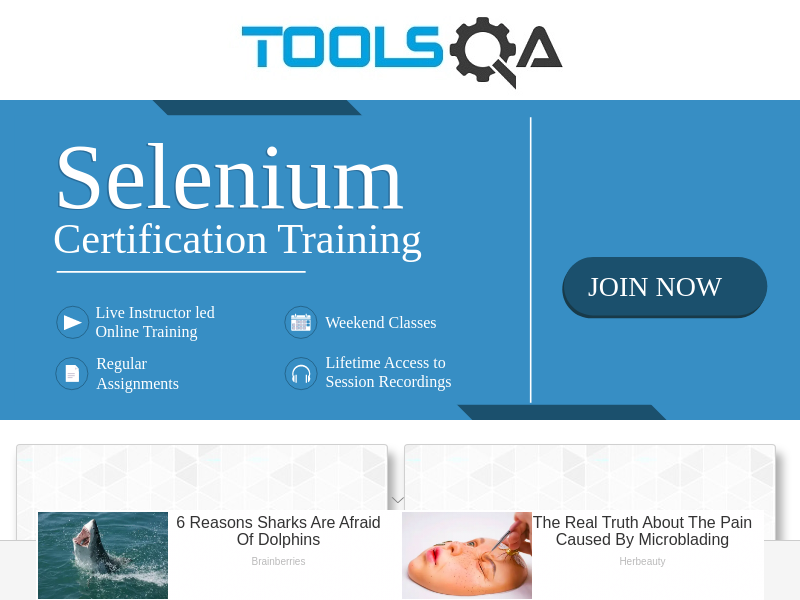 TOOLSQA
Selenium
Certification Training
JOIN NOW
Live Instructor led
Online Training
Weekend Classes
Regular
Assignments
Lifetime Access to
Session Recordings
6 Reasons Sharks Are Afraid
Of Dolphins
Brainberries
The Real Truth About The Pain
Caused By Microblading
Herbeauty